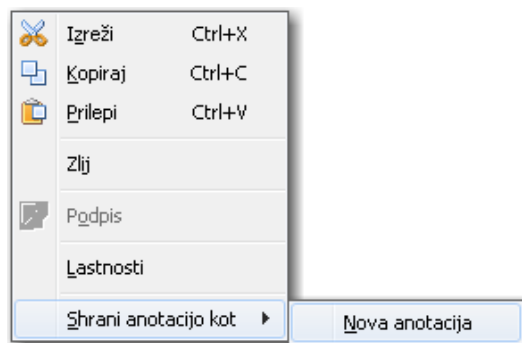 Izreži Ctrl+X
Kopiraj Ctrl+C
Prilepi Ctrl+V
Zlij
Podpis
Lastnosti
Shrani anotacijo kot
Nova anotacija